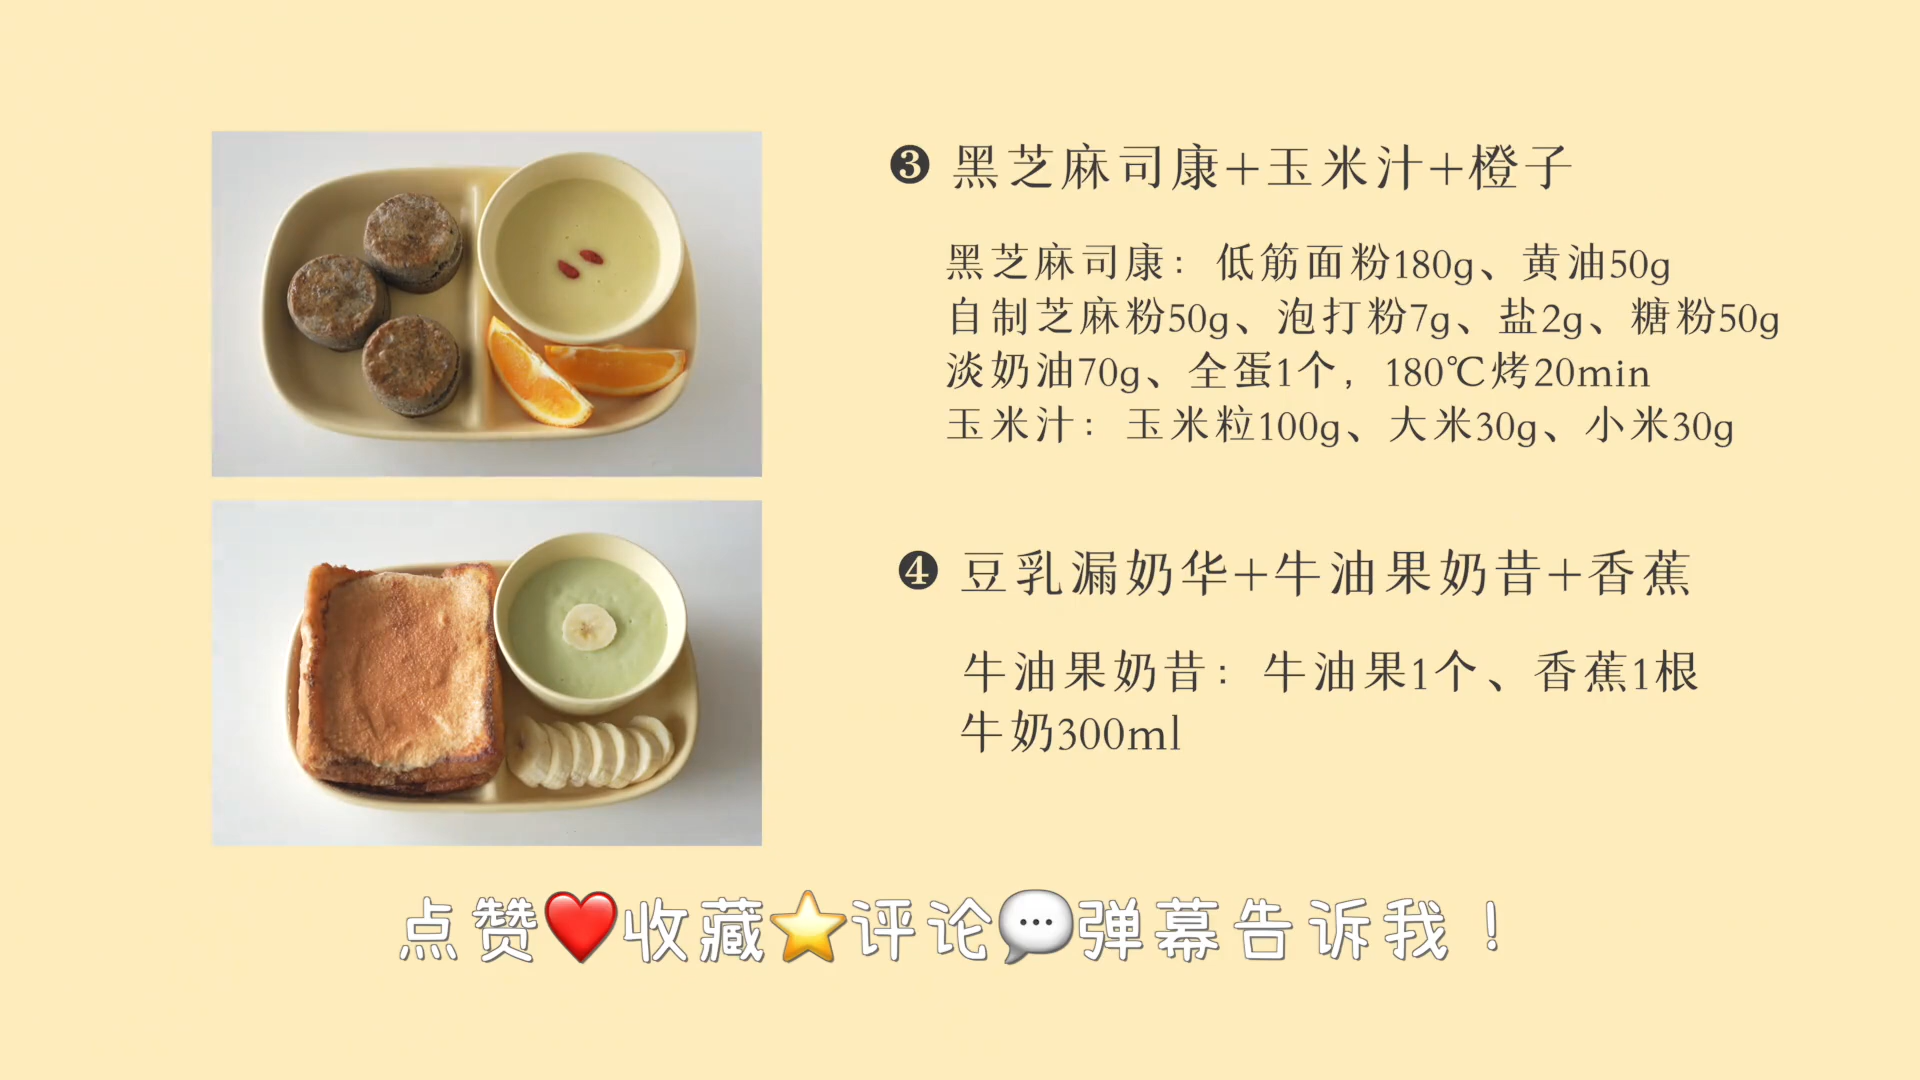 ❸ 黑芝麻司康+玉米汁+橙子
黑芝麻司康：低筋面粉180g、黄油50g
自制芝麻粉50g、泡打粉7g、盐2g、糖粉50g
淡奶油70g、全蛋1个，180℃烤20min
玉米汁：玉米粒100g、大米30g、小米30g
❹ 豆乳漏奶华+牛油果奶昔+香蕉
牛油果奶昔：牛油果1个、香蕉1根
牛奶300ml
点赞❤️收藏⭐评论💬弹幕告诉我！